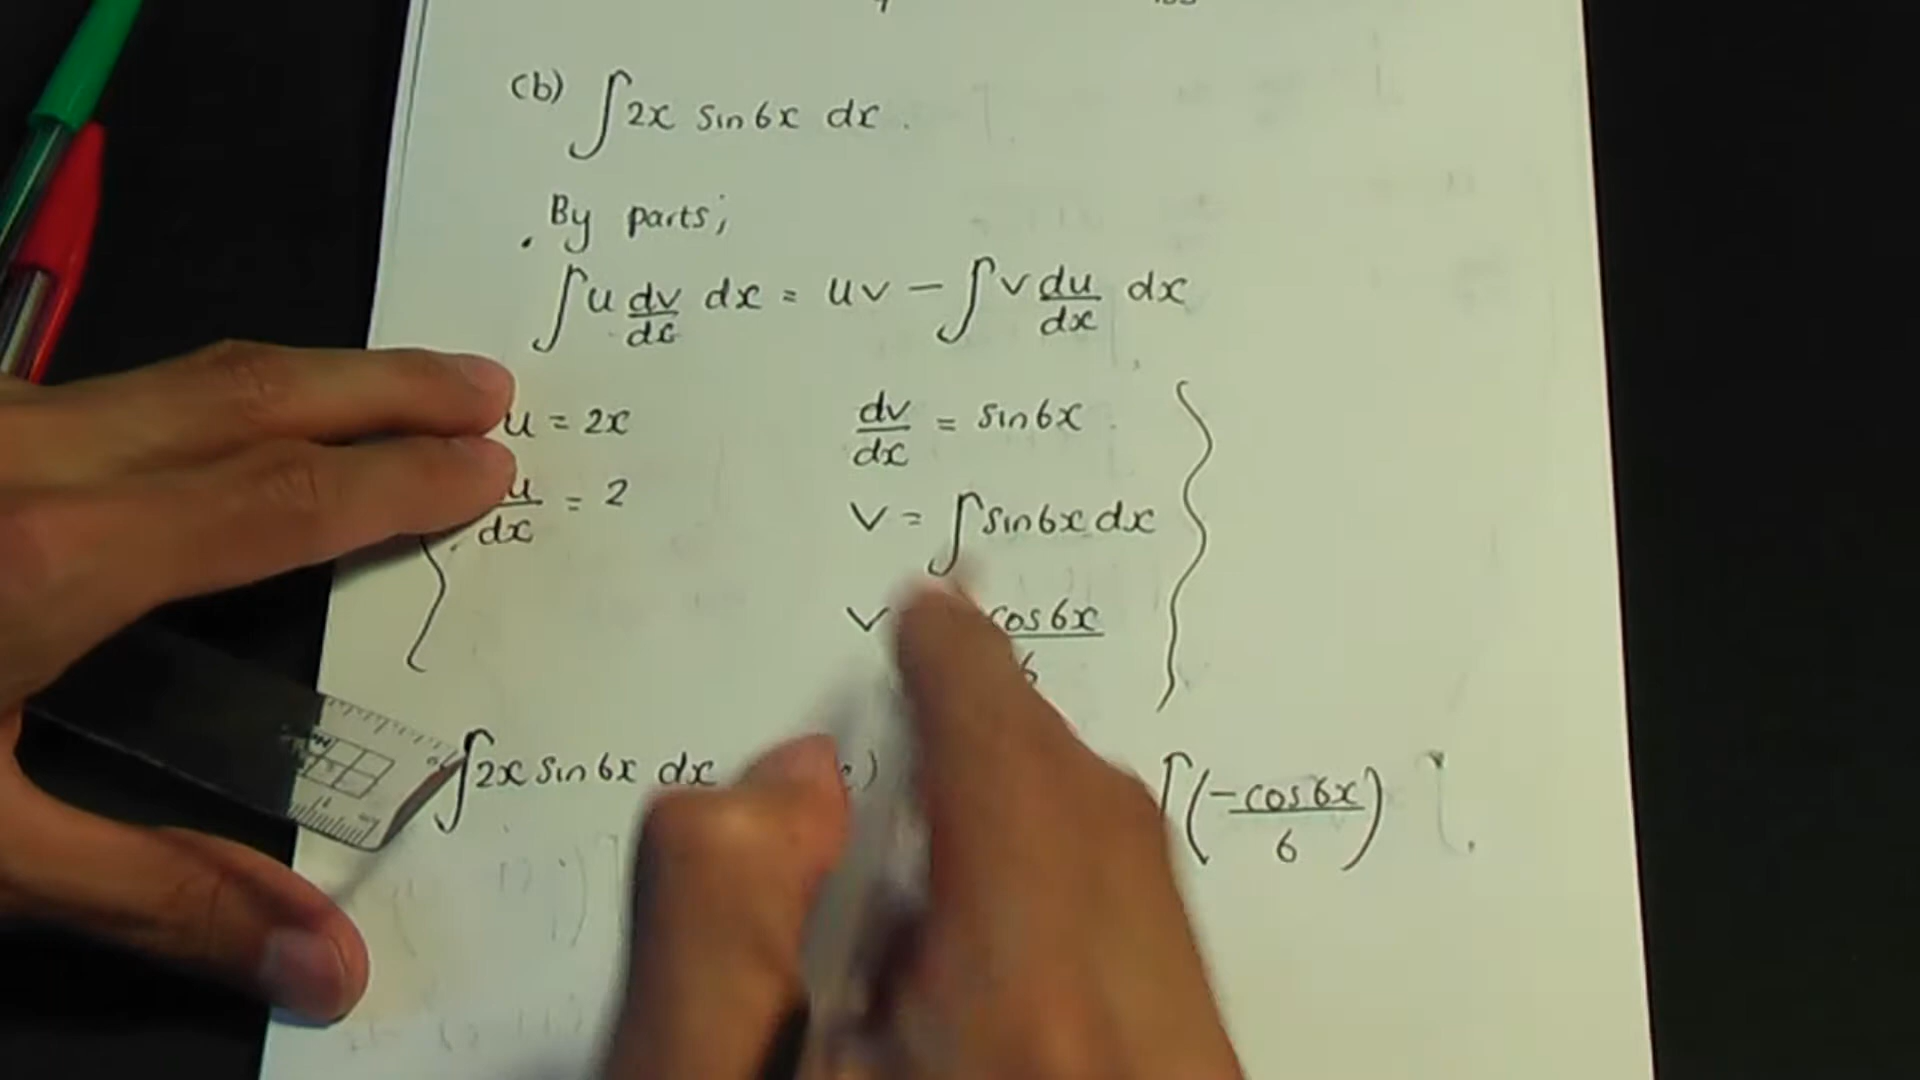 (b) ∫ 2x sin6x dx.
By parts;
∫ u dv/dx dx = uv − ∫ v du/dx dx
u = 2x
dv/dx = sin6x
u/dx = 2
v = ∫ sin6x dx
v cos6x/6
∫ 2x sin6x dx ) ∫ (-cos6x/6)